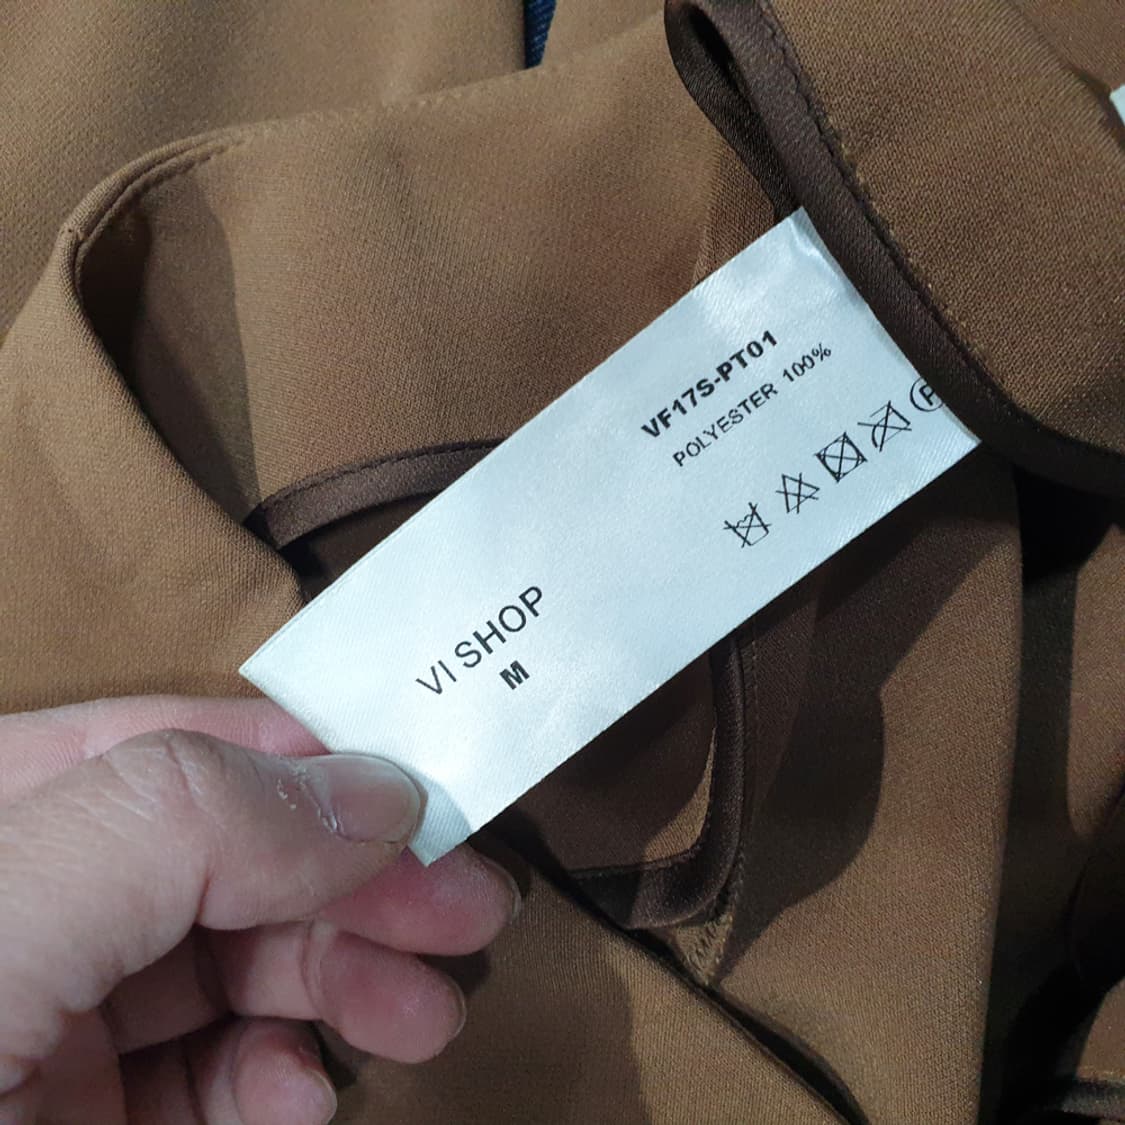 VF17S-PT01
POLYESTER 100%
P
VI SHOP
M